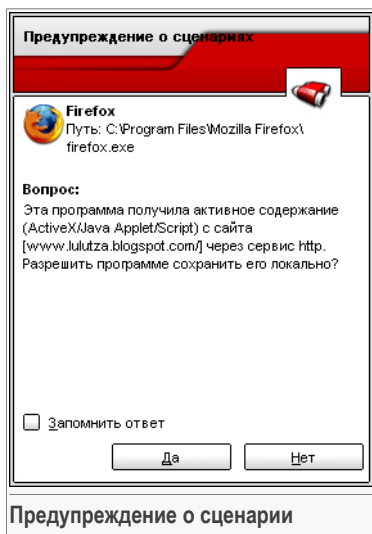 Предупреждение о сценариях
Firefox
Путь: C:\Program Files\Mozilla Firefox\
firefox.exe
Вопрос:
Эта программа получила активное содержание
(ActiveX/Java Applet/Script) с сайта
[www.lulutza.blogspot.com/] через сервис http.
Разрешить программе сохранить его локально?
Запомнить ответ
Да
Нет
Предупреждение о сценарии